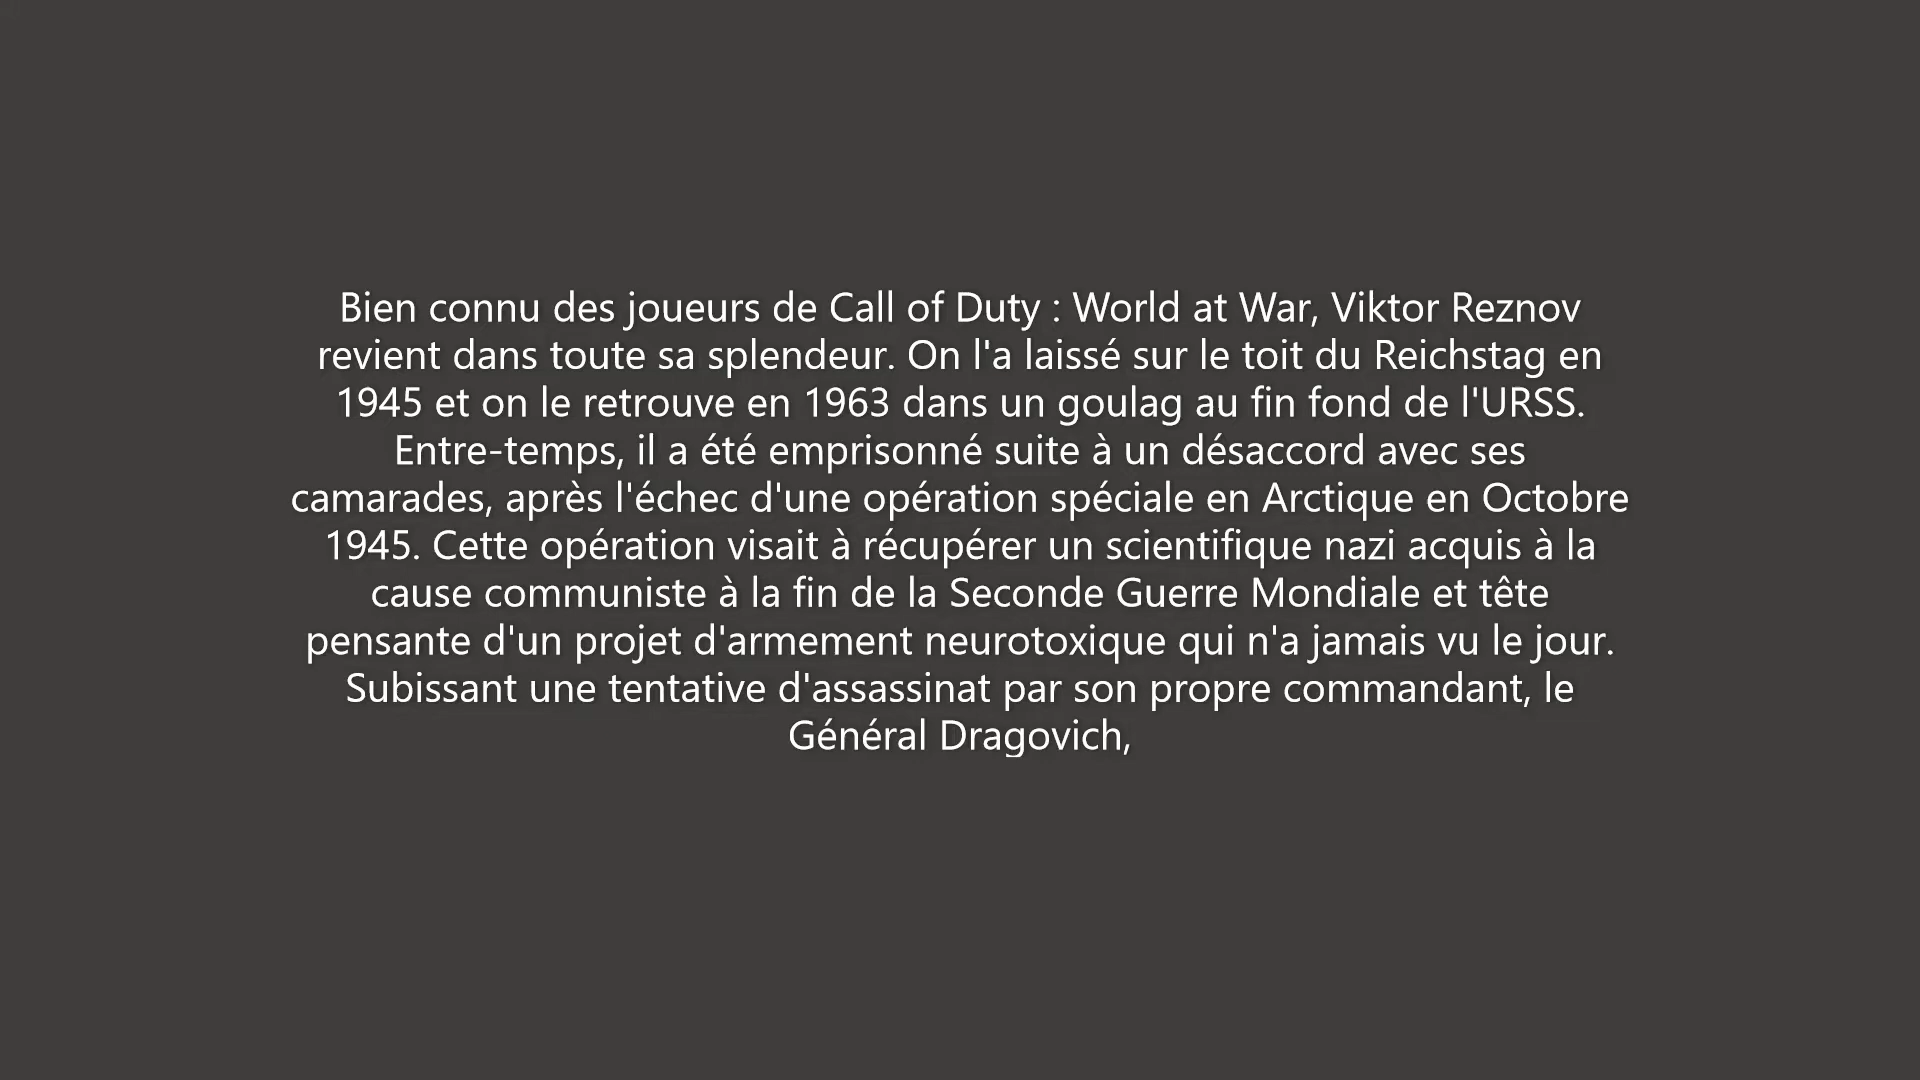 Bien connu des joueurs de Call of Duty : World at War, Viktor Reznov
revient dans toute sa splendeur. On l'a laissé sur le toit du Reichstag en
1945 et on le retrouve en 1963 dans un goulag au fin fond de l'URSS.
Entre-temps, il a été emprisonné suite à un désaccord avec ses
camarades, après l'échec d'une opération spéciale en Arctique en Octobre
1945. Cette opération visait à récupérer un scientifique nazi acquis à la
cause communiste à la fin de la Seconde Guerre Mondiale et tête
pensante d'un projet d'armement neurotoxique qui n'a jamais vu le jour.
Subissant une tentative d'assassinat par son propre commandant, le
Général Dragovich,